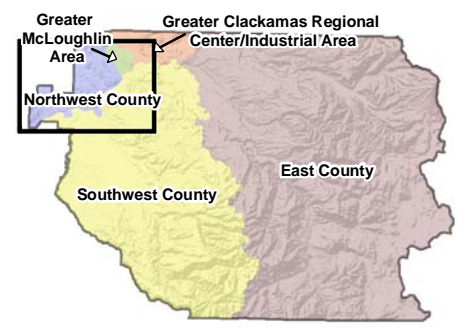 Greater
McLoughlin
Area
Greater Clackamas Regional
Center/Industrial Area
Northwest County
East County
Southwest County